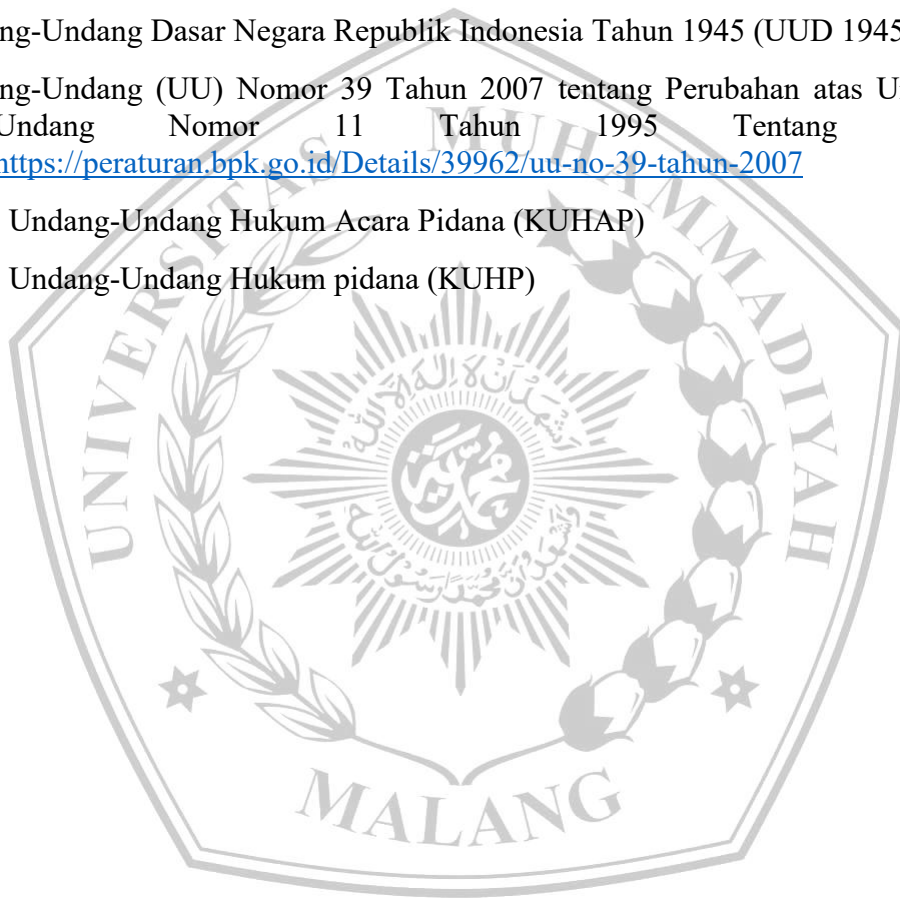 ng-Undang Dasar Negara Republik Indonesia Tahun 1945 (UUD 1945
ng-Undang (UU) Nomor 39 Tahun 2007 tentang Perubahan atas U
Undang Nomor 11 Tahun 1995 Tentang
https://peraturan.bpk.go.id/Details/39962/uu-no-39-tahun-2007
Undang-Undang Hukum Acara Pidana (KUHAP)
Undang-Undang Hukum pidana (KUHP)
UNIVERSITAS MUHAMMADIYAH
MALANG